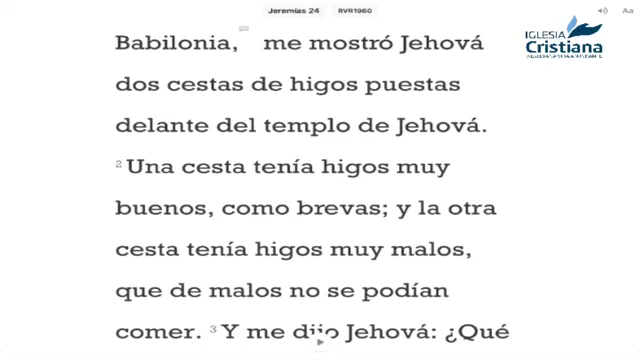 Jeremías 24 RVR1960 Aa
IGLESIA
Cristiana
Babilonia, me mostró Jehová
dos cestas de higos puestas
delante del templo de Jehová.
2 Una cesta tenía higos muy
buenos, como brevas; y la otra
cesta tenía higos muy malos,
que de malos no se podían
comer. 3 Y me dijo Jehová: ¿Qué